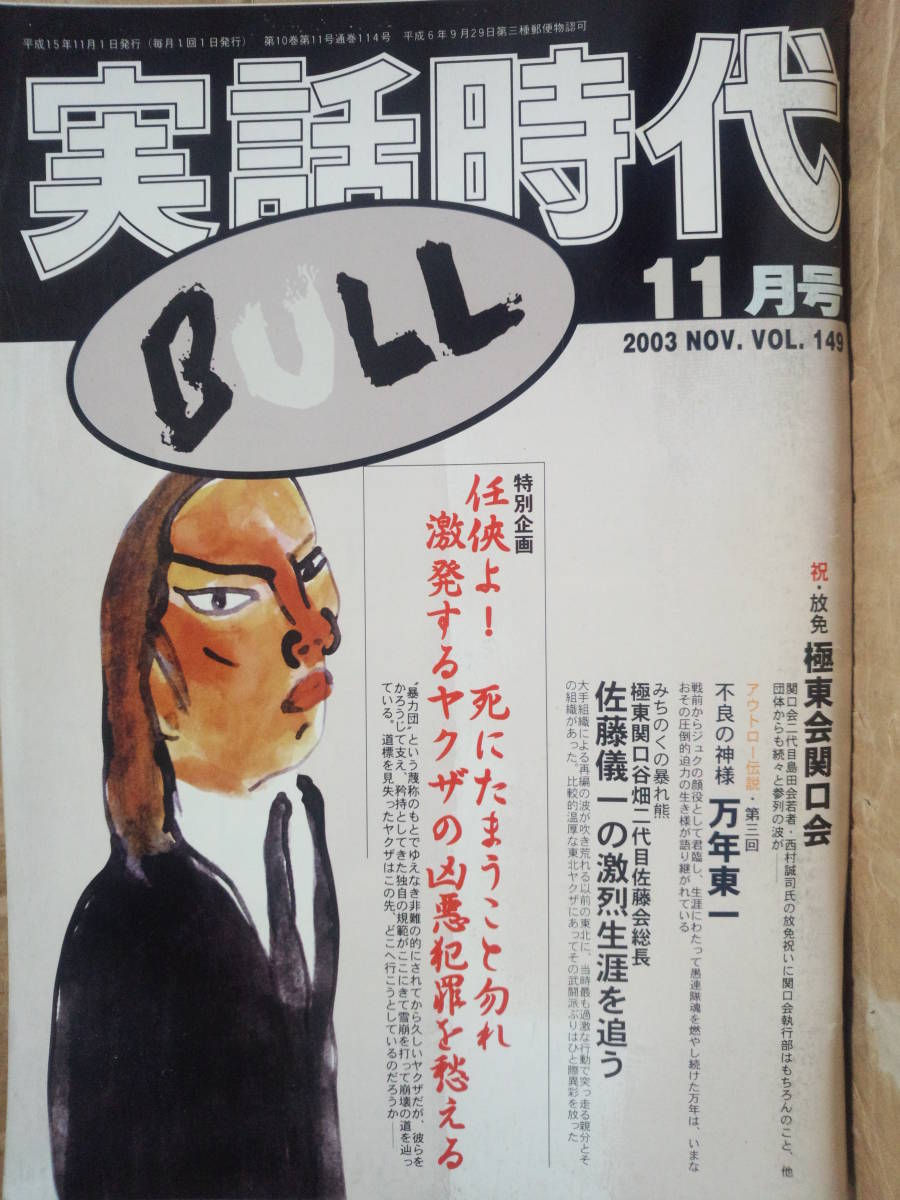 平成15年11月1日発行（毎月1回1日発行）　第10巻第11号通巻114号　平成6年9月29日第三種郵便物認可
実話時代
BULL
11月号
2003 NOV. VOL. 149
祝・放免 極東会関口会
関口会二代目島田会若者・西村誠司氏の放免祝いに関口会執行部はもちろんのこと、他
団体からも続々と参列の波が――
アウトロー伝説・第三回
不良の神様 万年東一
戦前からジュクの顔役として君臨し、生涯にわたって愚連隊魂を燃やし続けた万年は、いまな
おその圧倒的迫力の生き様が語り継がれている
みちのくの暴れ熊
極東関口谷畑二代目佐藤会総長
佐藤儀一の激烈生涯を追う
大手組織による再編の波が吹き荒れる以前の東北に、当時最も過激な行動で突っ走る親分とそ
の組織があった。比較的温厚な東北ヤクザにあってその武闘派ぶりはひと際異彩を放った
特別企画
任侠よ！ 死にたまうこと勿れ
激発するヤクザの凶悪犯罪を愁える
“暴力団”という蔑称のもとでゆえなき非難の的にされてから久しいヤクザだが、彼らを
かろうじて支え、矜持としてきた独自の規範がここにきて雪崩を打って崩壊の道を辿っ
ている。道標を見失ったヤクザはこの先、どこへ行こうとしているのだろうか――